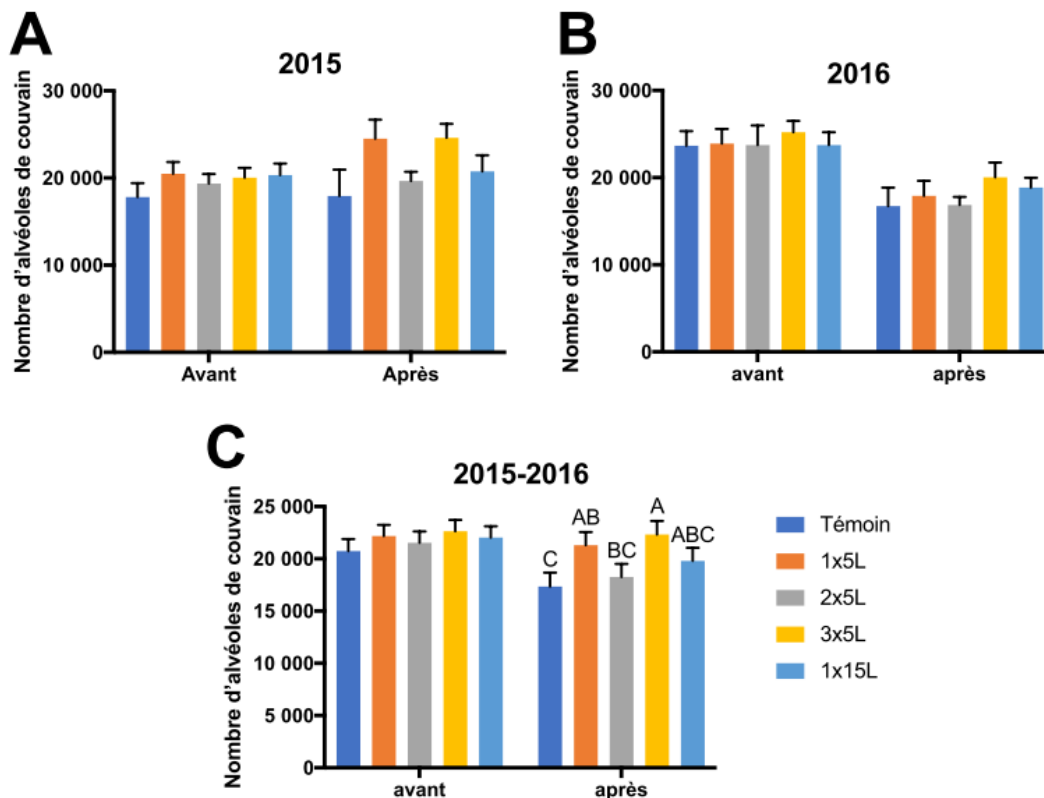 A
2015
Nombre d'alvéoles de couvain
30 000
20 000
10 000
0
Avant
Après
B
2016
Nombre d'alvéoles de couvain
30 000
20 000
10 000
0
avant
après
C
2015-2016
Nombre d'alvéoles de couvain
25 000
20 000
15 000
10 000
5 000
0
C
AB
BC
A
ABC
avant
après
Témoin
1x5L
2x5L
3x5L
1x15L